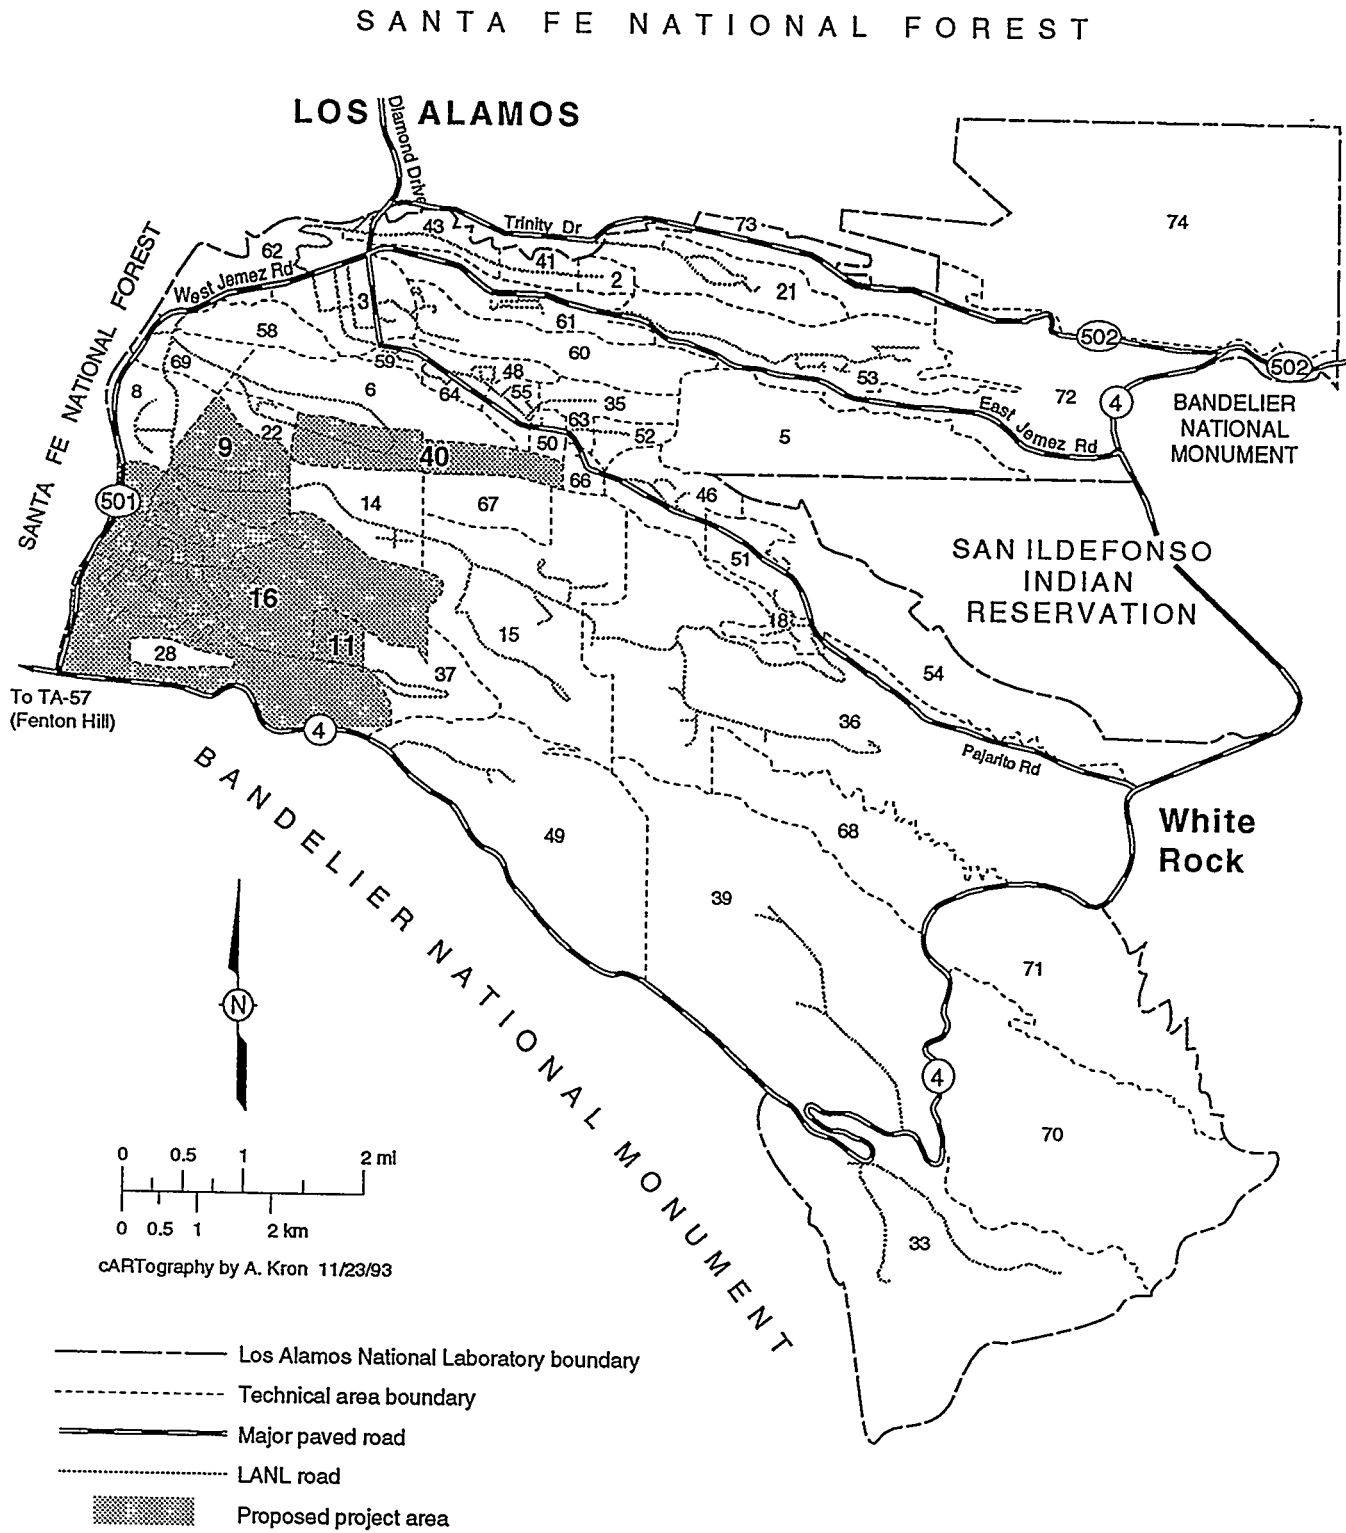 SANTA FE NATIONAL FOREST
LOS ALAMOS
Diamond Drive
Trinity Dr
73
74
43
62
West Jemez Rd
41
2
21
3
61
58
60
502
502
59
69
48
53
72
4
8
6
64
55
35
BANDELIER
NATIONAL
MONUMENT
East Jemez Rd
63
22
9
40
50
52
5
66
46
SANTA FE NATIONAL FOREST
501
14
67
51
SAN ILDEFONSO
INDIAN
RESERVATION
16
11
18
15
28
37
54
To TA-57
(Fenton Hill)
36
4
Pajarito Rd
White
Rock
49
68
39
71
BANDELIER NATIONAL MONUMENT
N
4
70
33
0 0.5 1 2 mi
0 0.5 1 2 km
cARTography by A. Kron 11/23/93
Los Alamos National Laboratory boundary
Technical area boundary
Major paved road
LANL road
Proposed project area